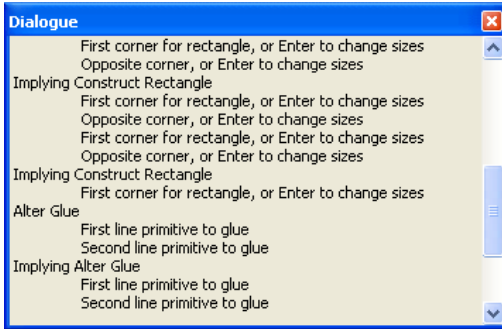 Dialogue
First corner for rectangle, or Enter to change sizes
Opposite corner, or Enter to change sizes
Implying Construct Rectangle
First corner for rectangle, or Enter to change sizes
Opposite corner, or Enter to change sizes
First corner for rectangle, or Enter to change sizes
Opposite corner, or Enter to change sizes
Implying Construct Rectangle
First corner for rectangle, or Enter to change sizes
Alter Glue
First line primitive to glue
Second line primitive to glue
Implying Alter Glue
First line primitive to glue
Second line primitive to glue